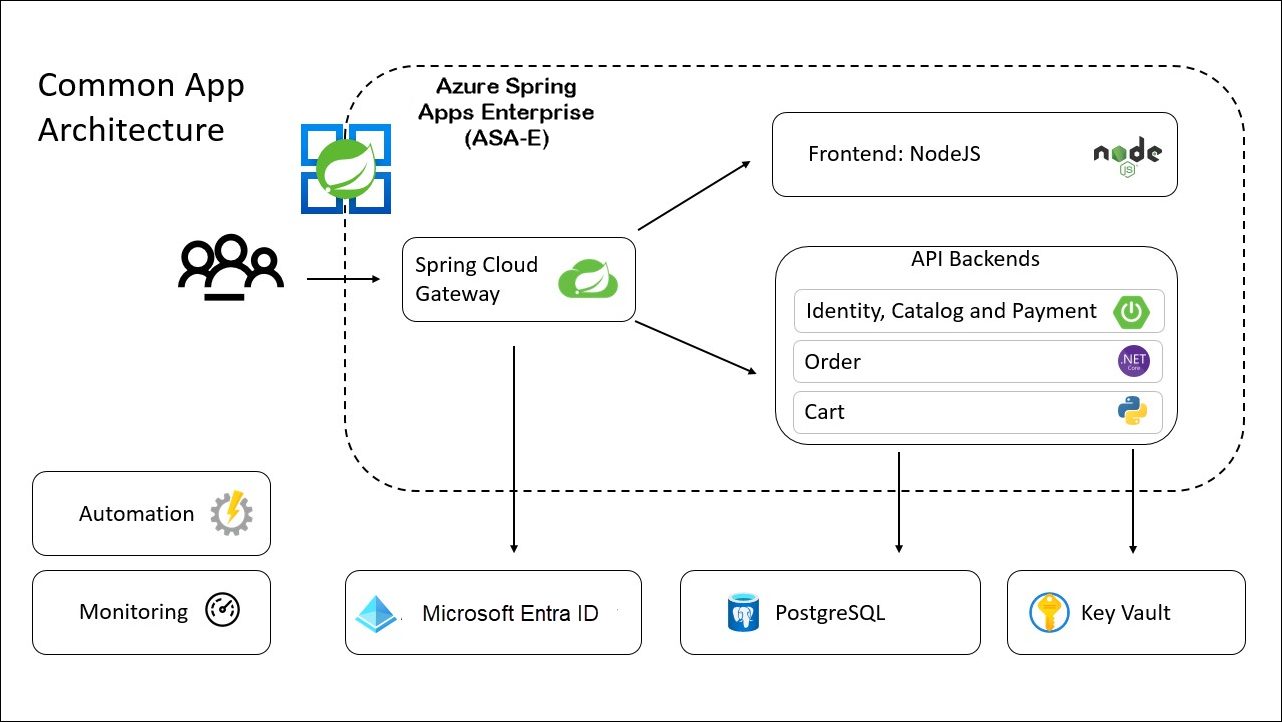 Common App
Architecture
Azure Spring
Apps Enterprise
(ASA-E)
Frontend: NodeJS
node
JS
Spring Cloud
Gateway
API Backends
Identity, Catalog and Payment
Order
.NET
Core
Cart
Automation
Monitoring
Microsoft Entra ID
PostgreSQL
Key Vault